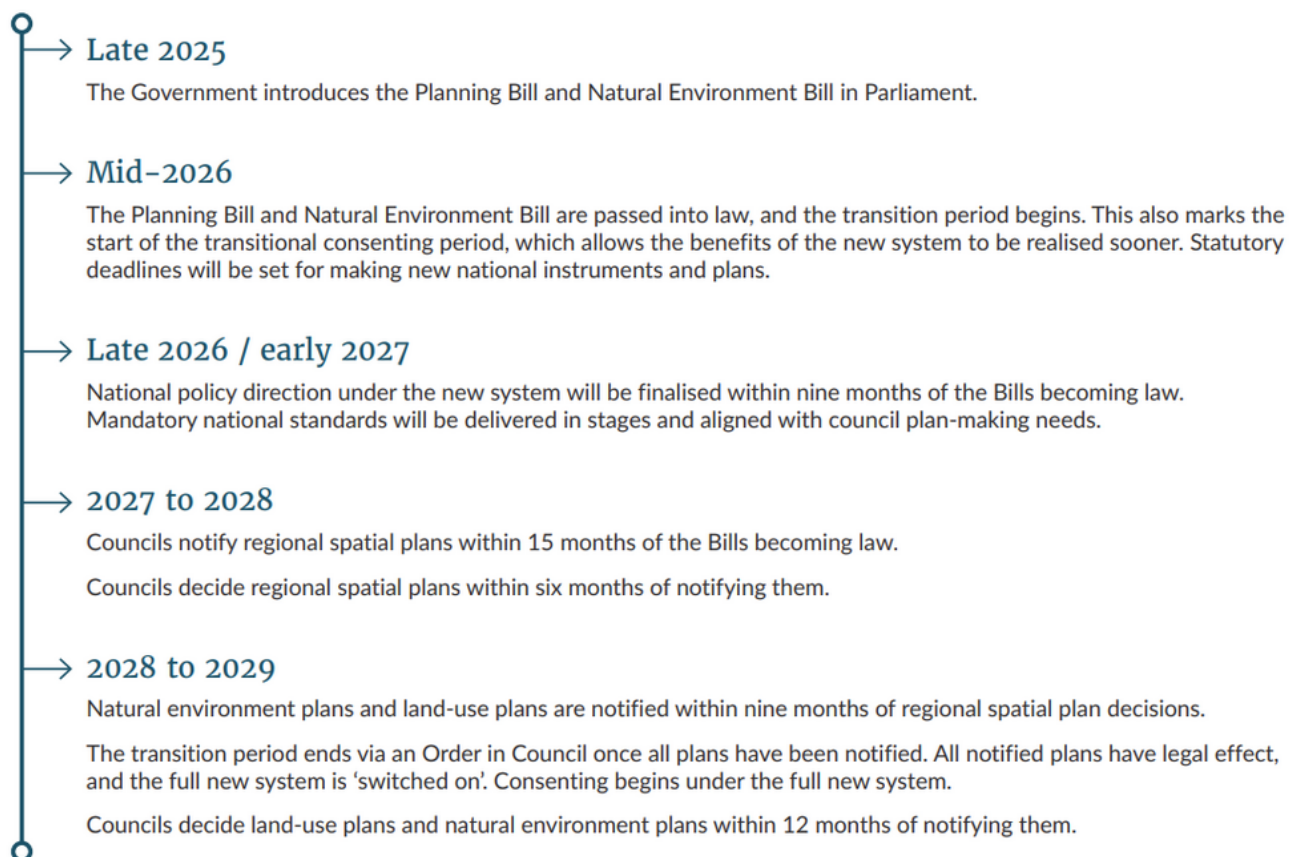 Late 2025
The Government introduces the Planning Bill and Natural Environment Bill in Parliament.
Mid-2026
The Planning Bill and Natural Environment Bill are passed into law, and the transition period begins. This also marks the
start of the transitional consenting period, which allows the benefits of the new system to be realised sooner. Statutory
deadlines will be set for making new national instruments and plans.
Late 2026 / early 2027
National policy direction under the new system will be finalised within nine months of the Bills becoming law.
Mandatory national standards will be delivered in stages and aligned with council plan-making needs.
2027 to 2028
Councils notify regional spatial plans within 15 months of the Bills becoming law.
Councils decide regional spatial plans within six months of notifying them.
2028 to 2029
Natural environment plans and land-use plans are notified within nine months of regional spatial plan decisions.
The transition period ends via an Order in Council once all plans have been notified. All notified plans have legal effect,
and the full new system is ‘switched on’. Consenting begins under the full new system.
Councils decide land-use plans and natural environment plans within 12 months of notifying them.